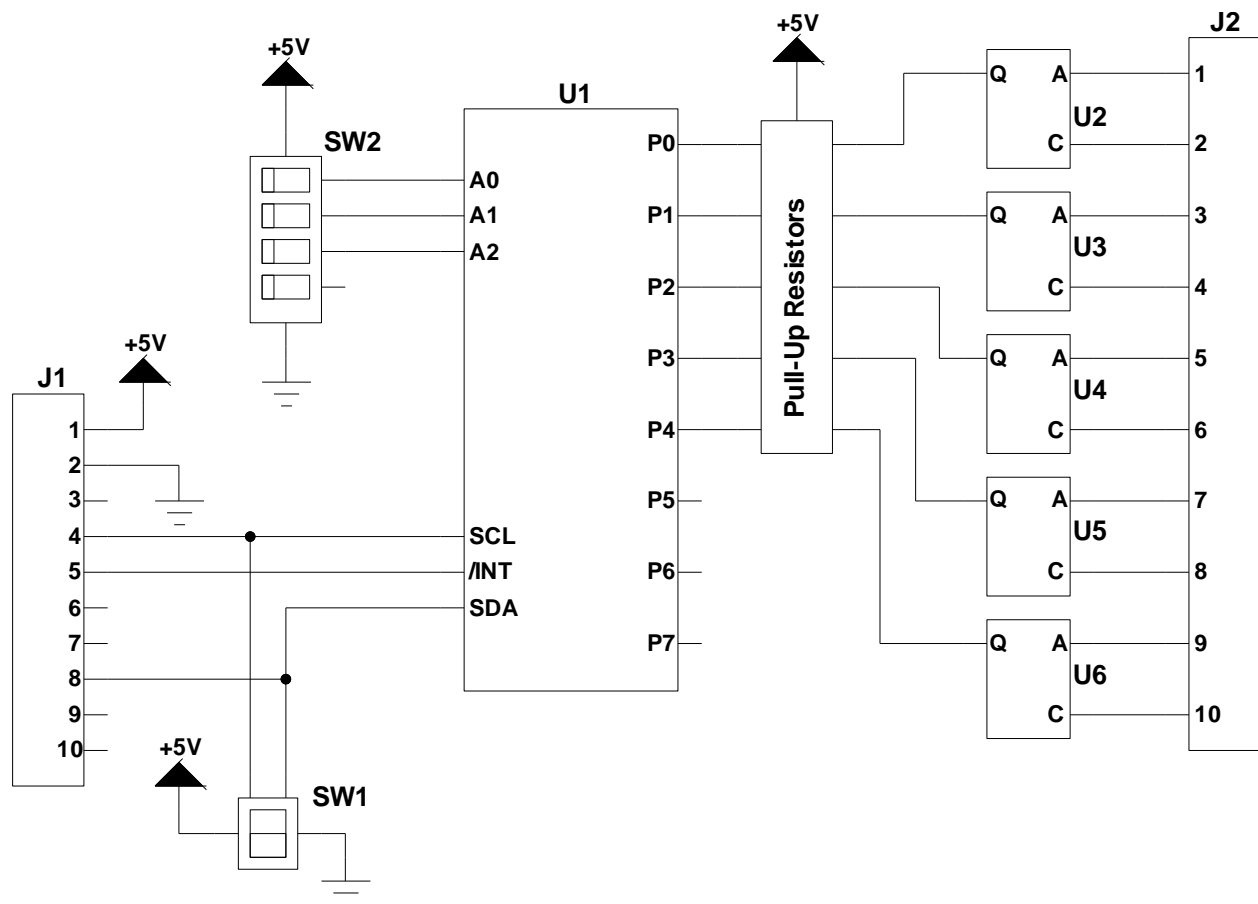 +5V
SW2
U1
A0
A1
A2
SCL
/INT
SDA
P0
P1
P2
P3
P4
P5
P6
P7
+5V
Pull-Up Resistors
Q A
C
U2
Q A
C
U3
Q A
C
U4
Q A
C
U5
Q A
C
U6
J2
1
2
3
4
5
6
7
8
9
10
+5V
J1
1
2
3
4
5
6
7
8
9
10
+5V
SW1